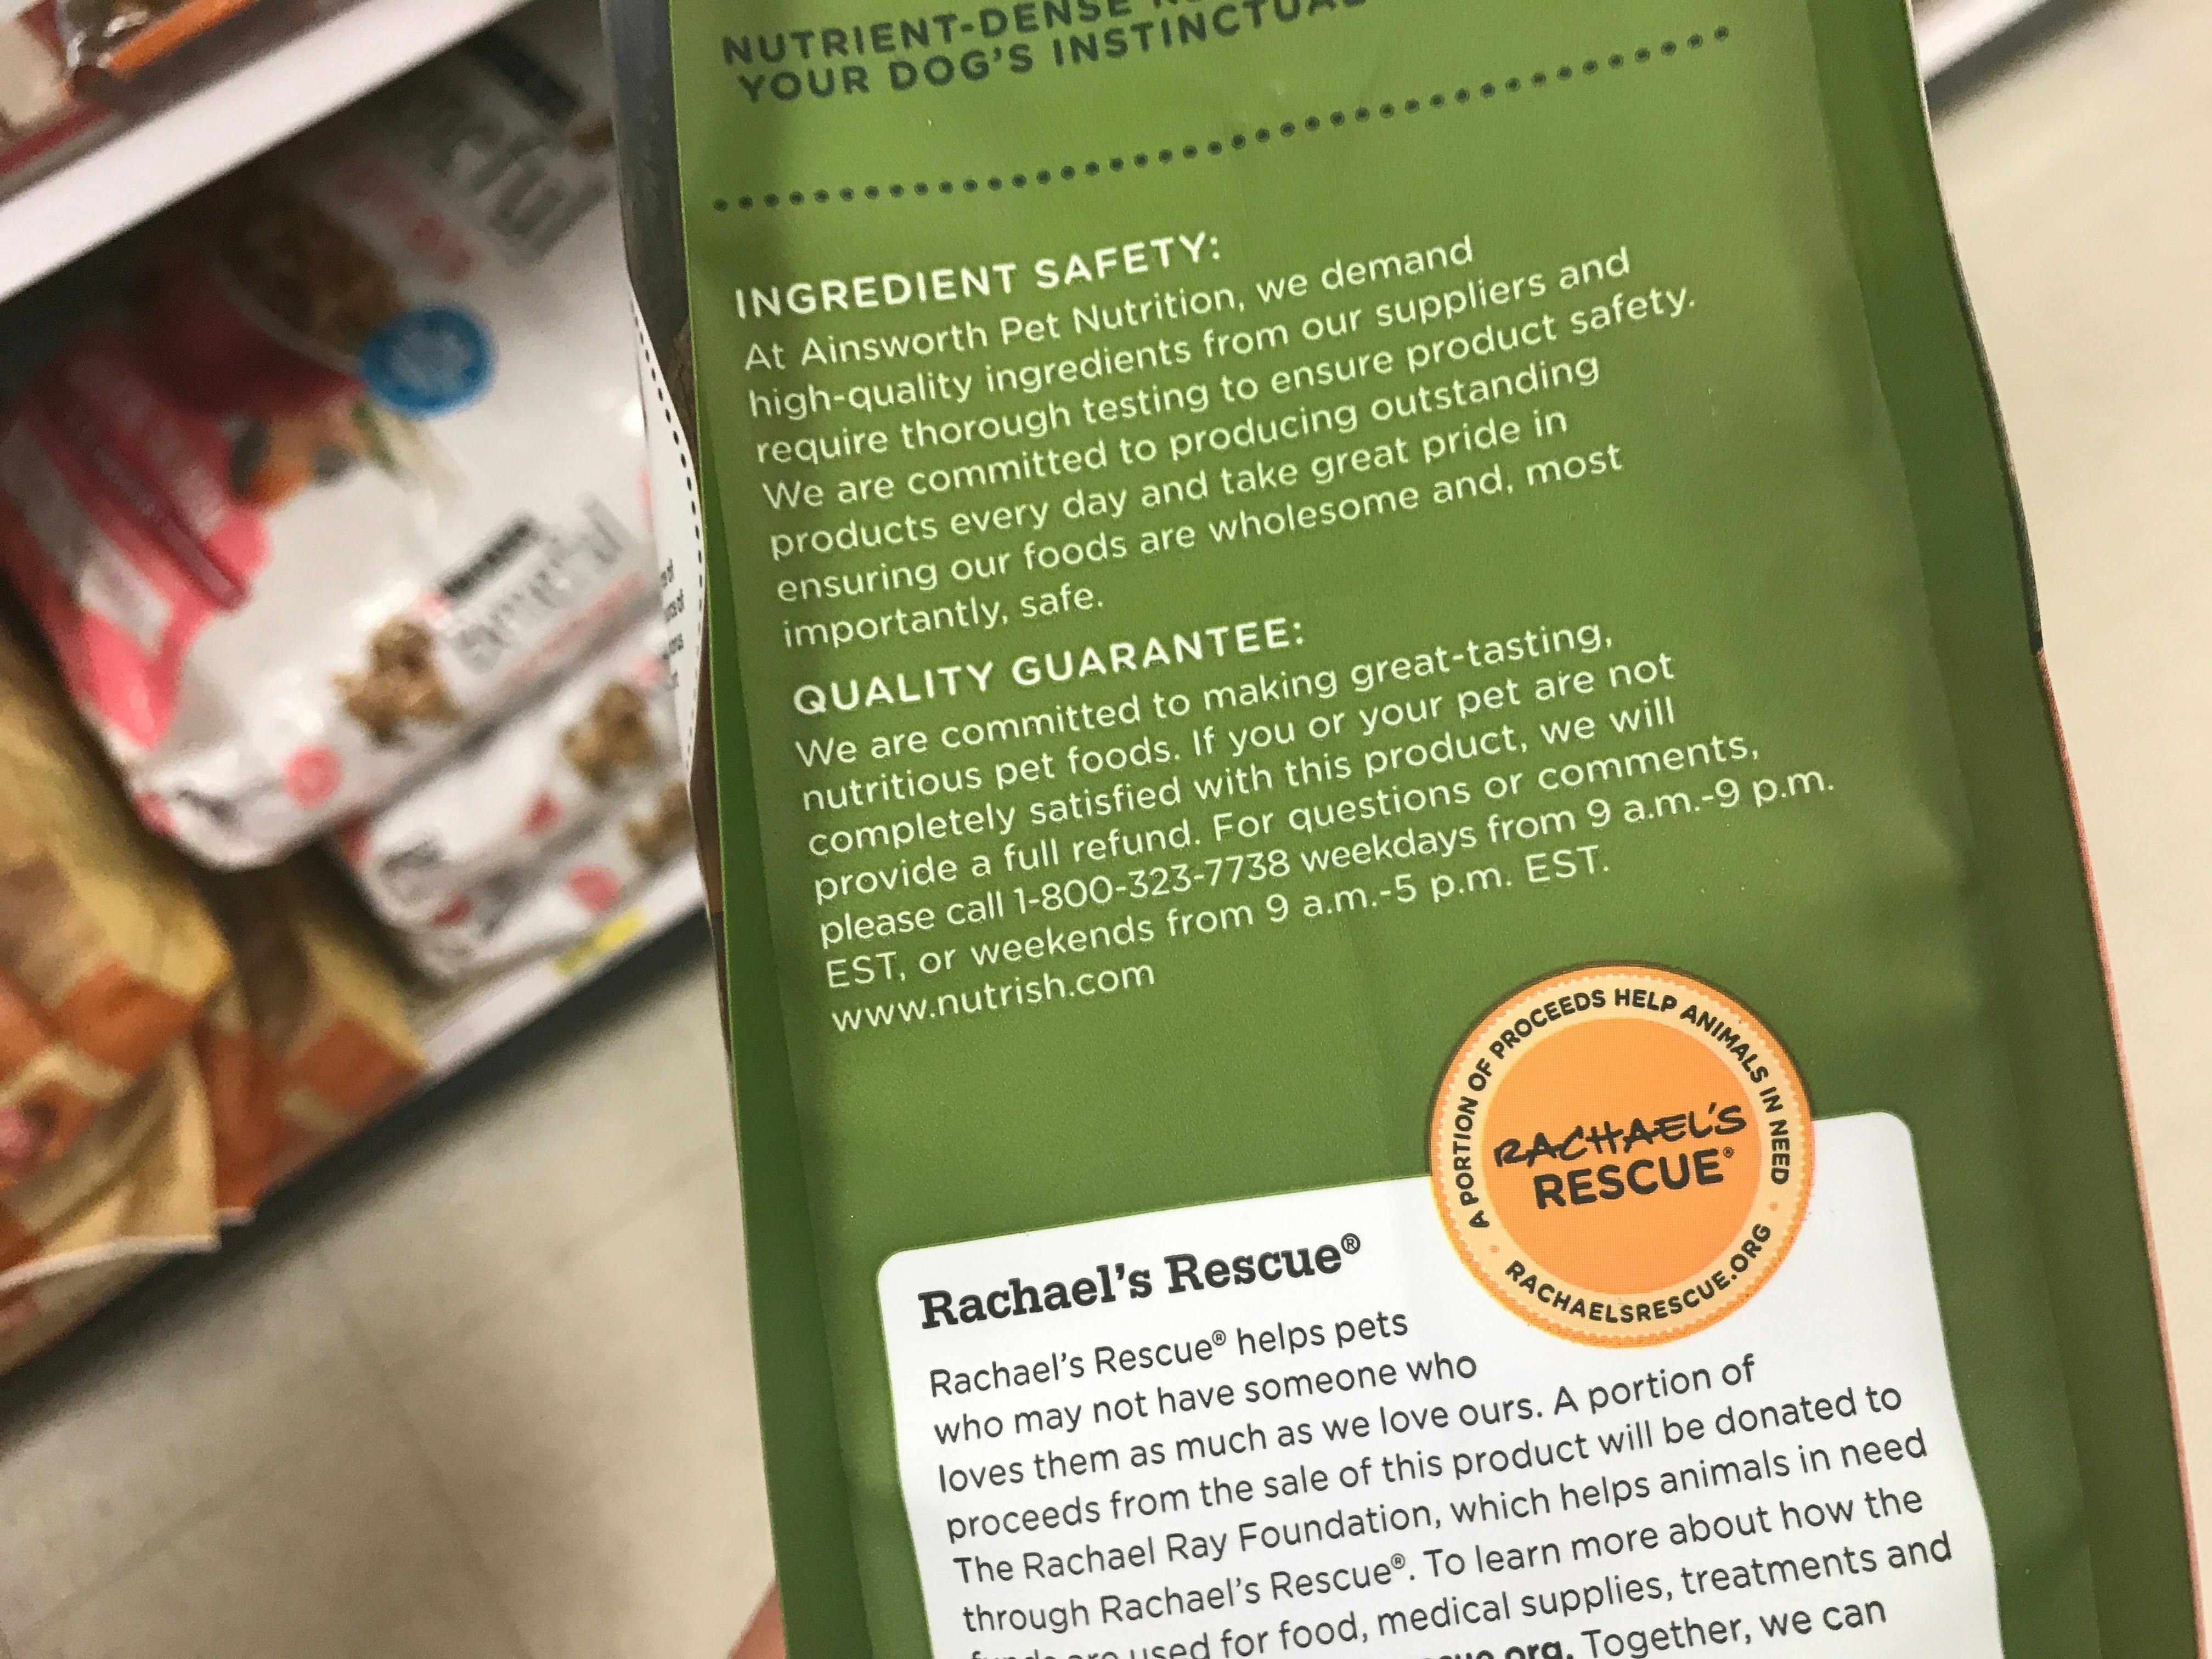 NUTRIENT-DENSE
YOUR DOG'S INSTINCTUAL
INGREDIENT SAFETY:
At Ainsworth Pet Nutrition, we demand
high-quality ingredients from our suppliers and
require thorough testing to ensure product safety.
We are committed to producing outstanding
products every day and take great pride in
ensuring our foods are wholesome and, most
importantly, safe.
QUALITY GUARANTEE:
We are committed to making great-tasting,
nutritious pet foods. If you or your pet are not
completely satisfied with this product, we will
provide a full refund. For questions or comments,
please call 1-800-323-7738 weekdays from 9 a.m.-9 p.m.
EST, or weekends from 9 a.m.-5 p.m. EST.
www.nutrish.com
A PORTION OF PROCEEDS HELP ANIMALS IN NEED
RACHAEL'S
RESCUE®
RACHAELSRESCUE.ORG
Rachael's Rescue®
Rachael's Rescue® helps pets
who may not have someone who
loves them as much as we love ours. A portion of
proceeds from the sale of this product will be donated to
The Rachael Ray Foundation, which helps animals in need
through Rachael's Rescue®. To learn more about how the
funds are used for food, medical supplies, treatments and
org. Together, we can